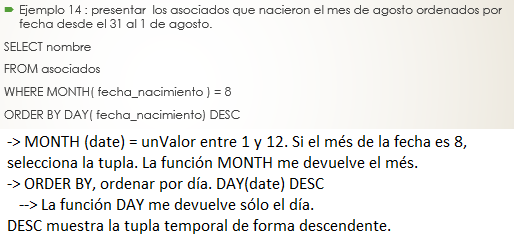 Ejemplo 14 : presentar los asociados que nacieron el mes de agosto ordenados por
fecha desde el 31 al 1 de agosto.
SELECT nombre
FROM asociados
WHERE MONTH( fecha_nacimiento ) = 8
ORDER BY DAY( fecha_nacimiento) DESC
-> MONTH (date) = unValor entre 1 y 12. Si el més de la fecha es 8,
selecciona la tupla. La función MONTH me devuelve el més.
-> ORDER BY, ordenar por día. DAY(date) DESC
--> La función DAY me devuelve sólo el día.
DESC muestra la tupla temporal de forma descendente.